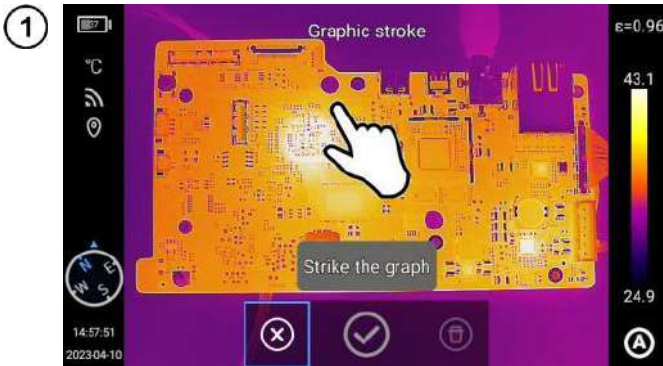 1
Graphic stroke
ε=0.96
°C
43.1
N
E
W
S
Strike the graph
24.9
14:57:51
2023-04-10
A